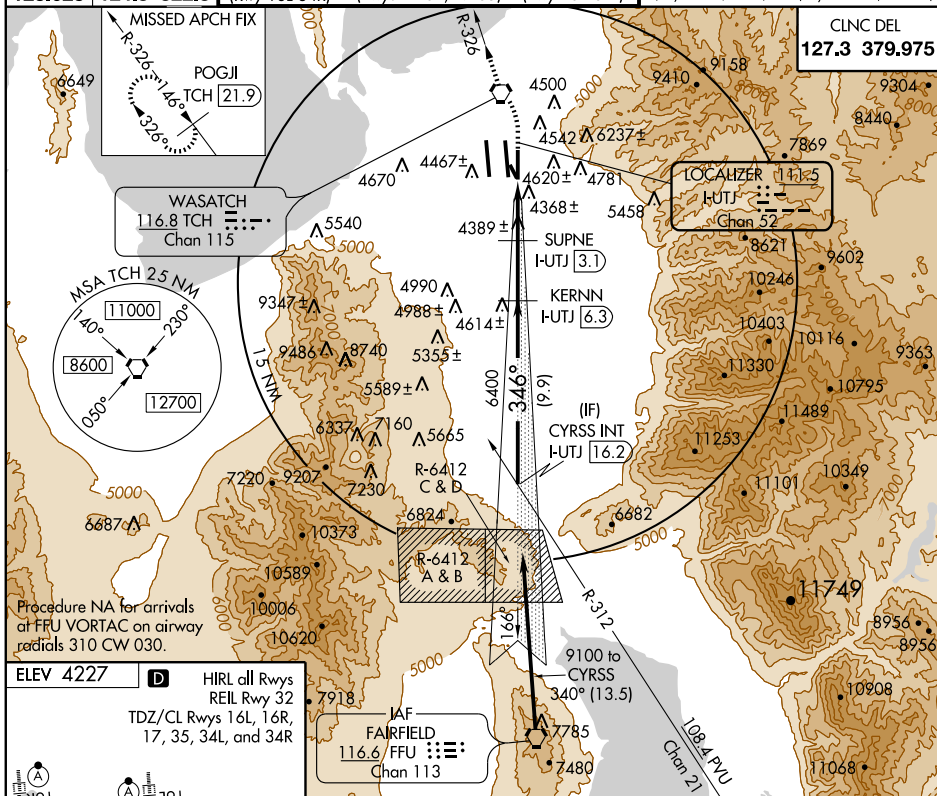 MISSED APCH FIX
R-326
146°
326°
POGJI
TCH 21.9
R-326
CLNC DEL
127.3 379.975
6649
4500
9410
9158
9304
5000
8440
4542
6237±
7869
4670
4467±
4620±
4781
LOCALIZER 111.5
I-UTJ
Chan 52
WASATCH
116.8 TCH
Chan 115
4368±
5458
4389±
5540
5000
SUPNE
I-UTJ 3.1
8621
9602
MSA TCH 25 NM
11000
140°
230°
8600
050°
12700
4990
KERNN
I-UTJ 6.3
10246
9347±
4988±
4614±
10403
10116
9363
9486
8740
5355±
15 NM
6400
346°
(9.9)
11330
10795
5589±
(IF)
CYRSS INT
I-UTJ 16.2
11489
6337
7160
5665
11253
7220
9207
7230
R-6412
C & D
11101
10349
5000
6687
6824
6682
5000
10373
R-6412
A & B
10589
11749
10006
R-312
Procedure NA for arrivals
at FFU VORTAC on airway
radials 310 CW 030.
10620
166°
8956
8956
5000
9100 to
CYRSS
340° (13.5)
ELEV 4227
D
HIRL all Rwys
REIL Rwy 32
TDZ/CL Rwys 16L, 16R,
17, 35, 34L, and 34R
7918
10908
IAF
FAIRFIELD
116.6 FFU
Chan 113
7785
7480
108.4 PVU
Chan 21
11068
A
A